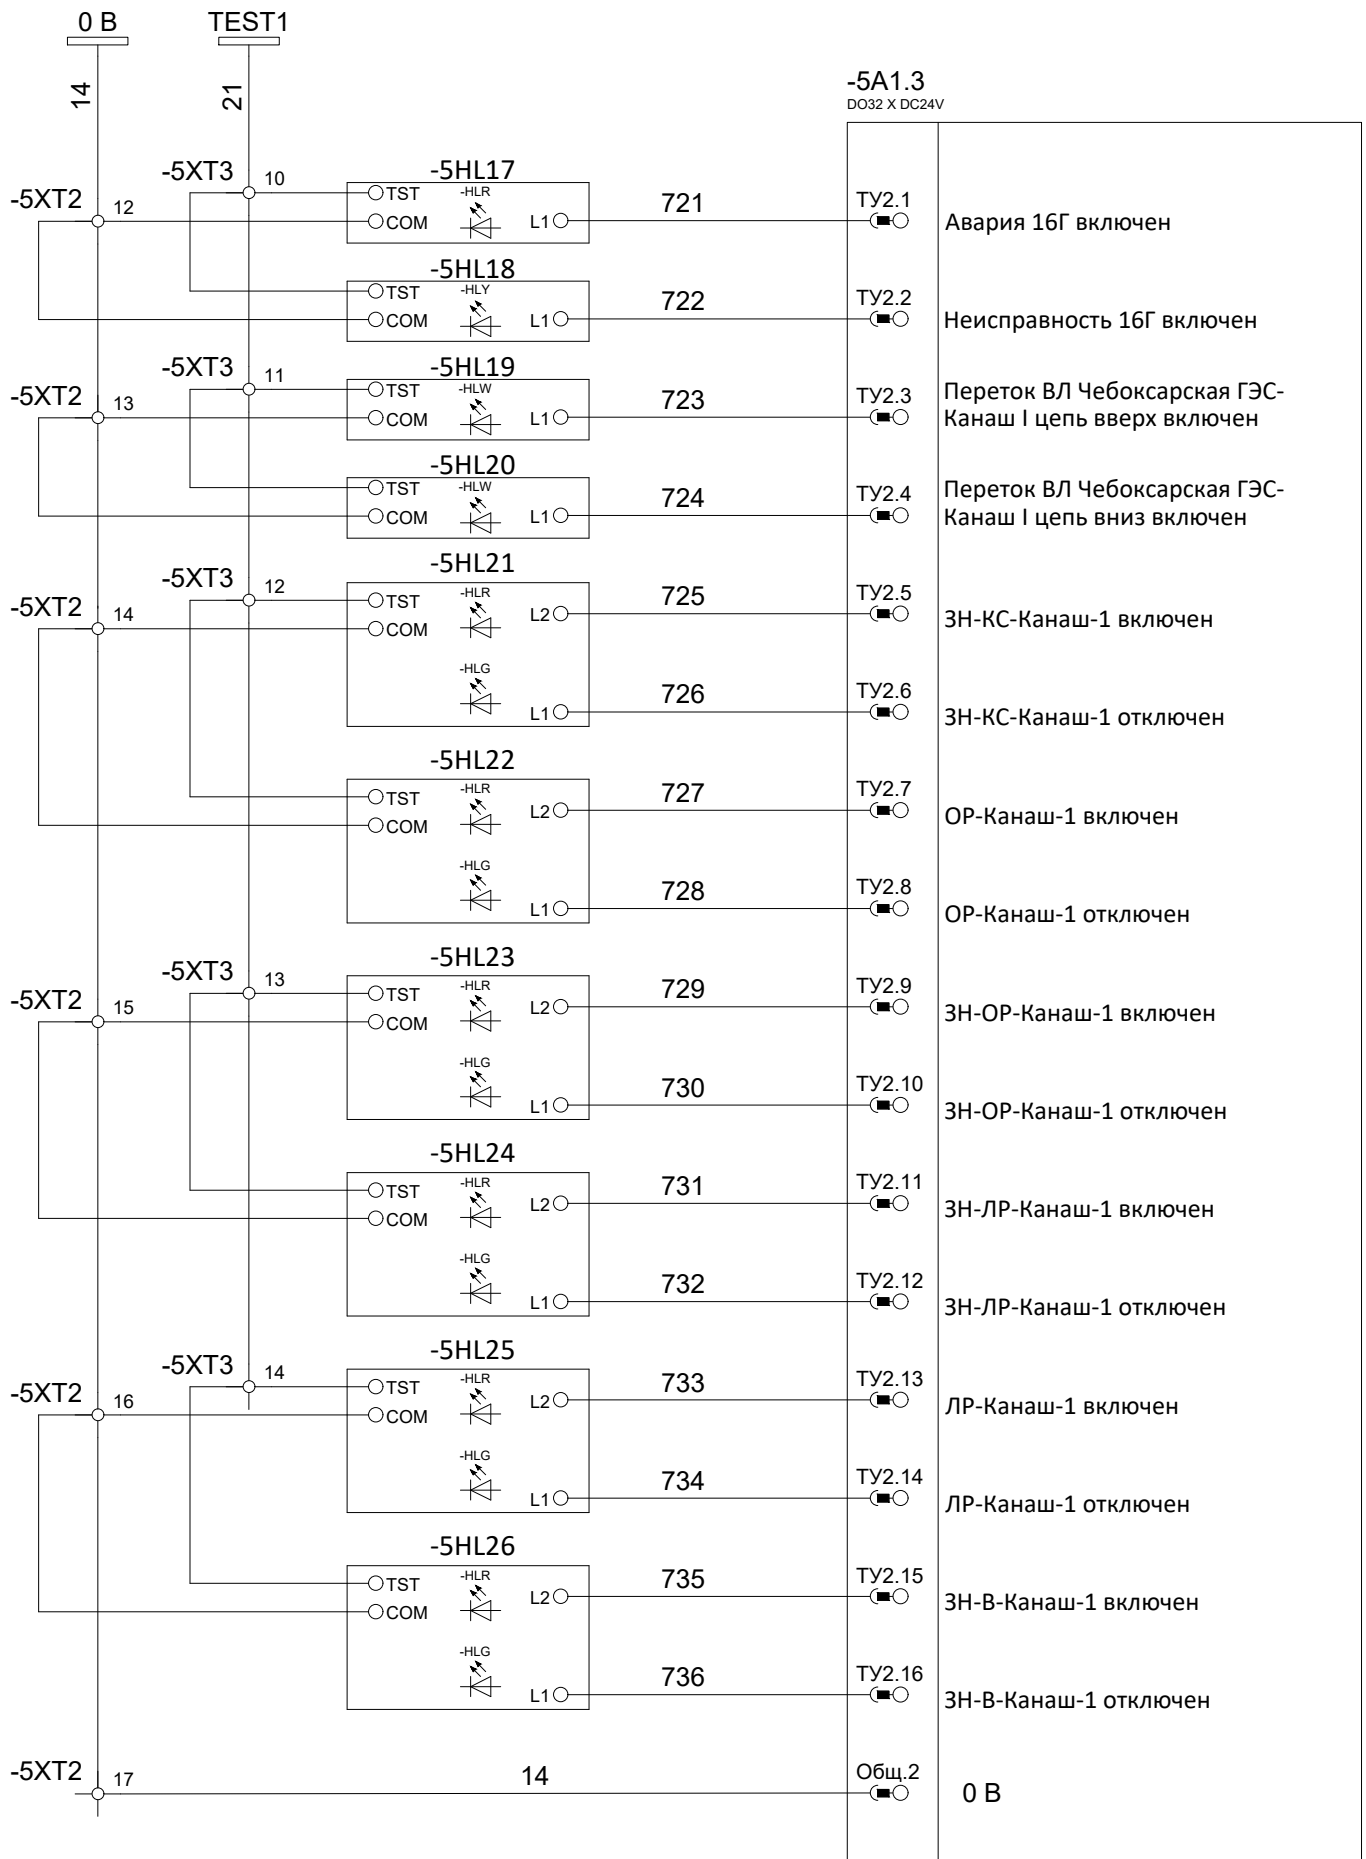 0 В
TEST1
14
21
-5A1.3
DO32 X DC24V
-5XT3
10
-5HL17
-5XT2
12
TST
-HLR
COM
L1
721
ТУ2.1
Авария 16Г включен
-5HL18
TST
-HLY
COM
L1
722
ТУ2.2
Неисправность 16Г включен
-5XT3
11
-5HL19
-5XT2
13
TST
-HLW
COM
L1
723
ТУ2.3
Переток ВЛ Чебоксарская ГЭС-
Канаш I цепь вверх включен
-5HL20
TST
-HLW
COM
L1
724
ТУ2.4
Переток ВЛ Чебоксарская ГЭС-
Канаш I цепь вниз включен
-5XT3
12
-5HL21
-5XT2
14
TST
-HLR
COM
L2
725
ТУ2.5
ЗН-КС-Канаш-1 включен
-HLG
L1
726
ТУ2.6
ЗН-КС-Канаш-1 отключен
-5HL22
TST
-HLR
COM
L2
727
ТУ2.7
ОР-Канаш-1 включен
-HLG
L1
728
ТУ2.8
ОР-Канаш-1 отключен
-5XT3
13
-5HL23
-5XT2
15
TST
-HLR
COM
L2
729
ТУ2.9
ЗН-ОР-Канаш-1 включен
-HLG
L1
730
ТУ2.10
ЗН-ОР-Канаш-1 отключен
-5HL24
TST
-HLR
COM
L2
731
ТУ2.11
ЗН-ЛР-Канаш-1 включен
-HLG
L1
732
ТУ2.12
ЗН-ЛР-Канаш-1 отключен
-5XT3
14
-5HL25
-5XT2
16
TST
-HLR
COM
L2
733
ТУ2.13
ЛР-Канаш-1 включен
-HLG
L1
734
ТУ2.14
ЛР-Канаш-1 отключен
-5HL26
TST
-HLR
COM
L2
735
ТУ2.15
ЗН-В-Канаш-1 включен
-HLG
L1
736
ТУ2.16
ЗН-В-Канаш-1 отключен
-5XT2
17
14
Общ.2
0 В